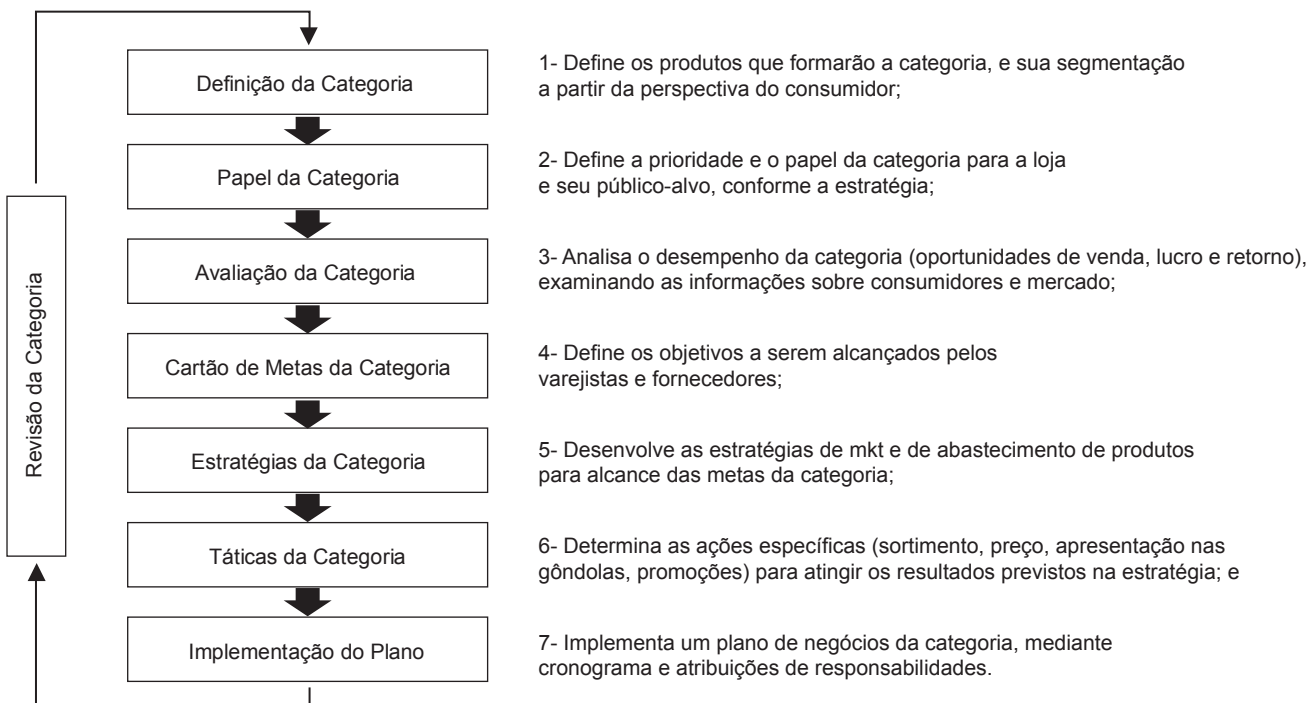 Definição da Categoria
1- Define os produtos que formarão a categoria, e sua segmentação
a partir da perspectiva do consumidor;
Papel da Categoria
2- Define a prioridade e o papel da categoria para a loja
e seu público-alvo, conforme a estratégia;
Avaliação da Categoria
3- Analisa o desempenho da categoria (oportunidades de venda, lucro e retorno),
examinando as informações sobre consumidores e mercado;
Revisão da Categoria
Cartão de Metas da Categoria
4- Define os objetivos a serem alcançados pelos
varejistas e fornecedores;
Estratégias da Categoria
5- Desenvolve as estratégias de mkt e de abastecimento de produtos
para alcance das metas da categoria;
Táticas da Categoria
6- Determina as ações específicas (sortimento, preço, apresentação nas
gôndolas, promoções) para atingir os resultados previstos na estratégia; e
Implementação do Plano
7- Implementa um plano de negócios da categoria, mediante
cronograma e atribuições de responsabilidades.